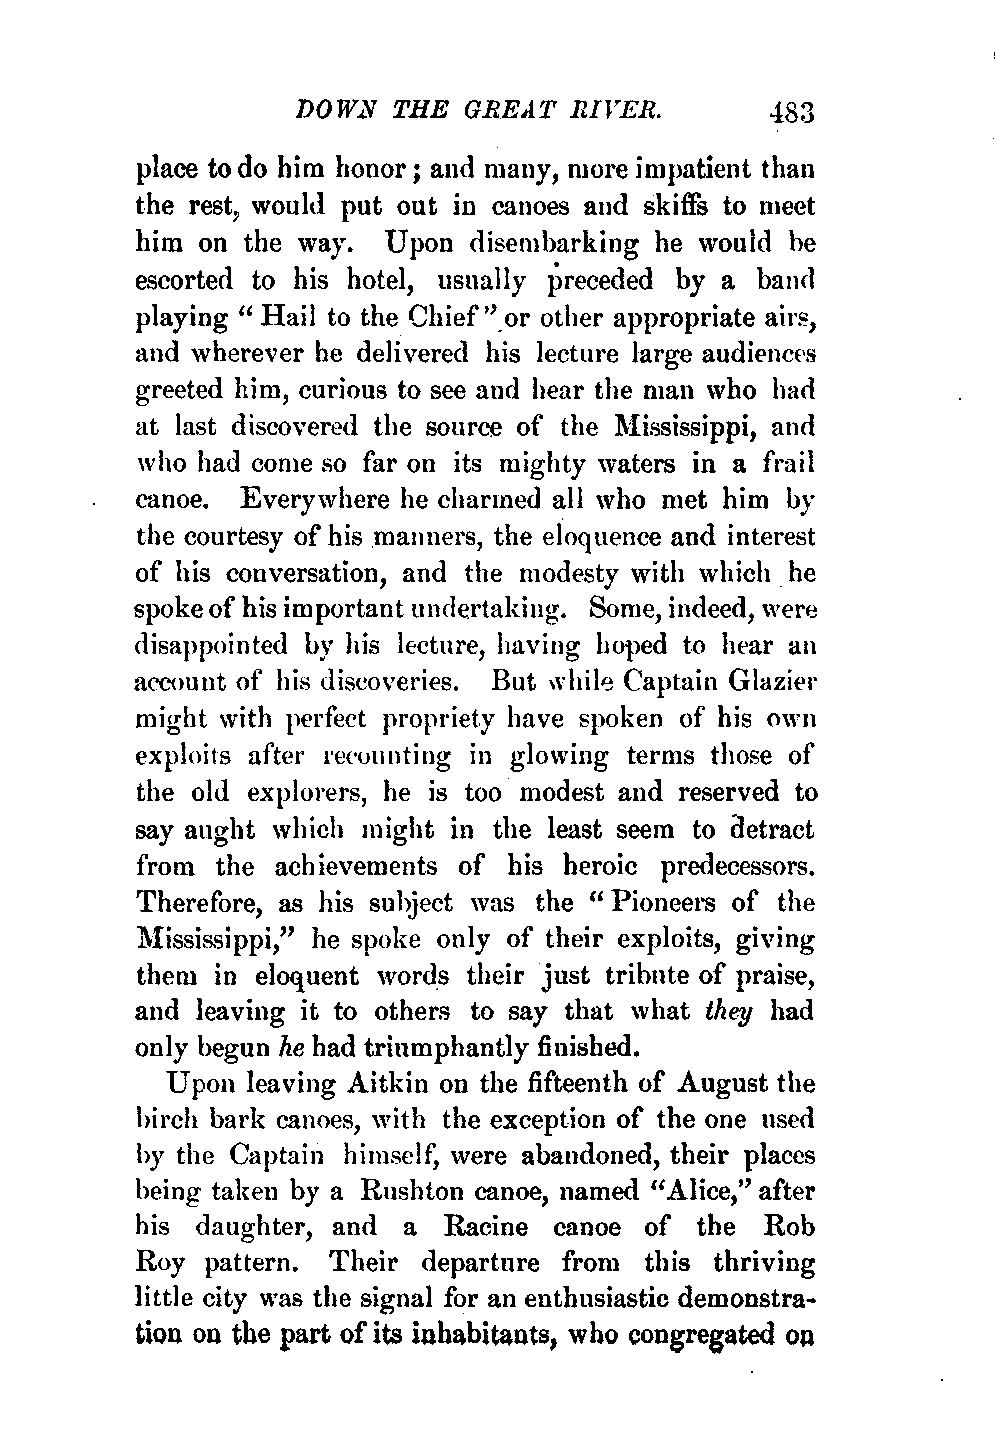 DOWN THE GREAT RIVER. 483
place to do him honor; and many, more impatient than
the rest, would put out in canoes and skiffs to meet
him on the way. Upon disembarking he would be
escorted to his hotel, usually preceded by a band
playing “Hail to the Chief” or other appropriate airs,
and wherever he delivered his lecture large audiences
greeted him, curious to see and hear the man who had
at last discovered the source of the Mississippi, and
who had come so far on its mighty waters in a frail
canoe. Everywhere he charmed all who met him by
the courtesy of his manners, the eloquence and interest
of his conversation, and the modesty with which he
spoke of his important undertaking. Some, indeed, were
disappointed by his lecture, having hoped to hear an
account of his discoveries. But while Captain Glazier
might with perfect propriety have spoken of his own
exploits after recounting in glowing terms those of
the old explorers, he is too modest and reserved to
say aught which might in the least seem to detract
from the achievements of his heroic predecessors.
Therefore, as his subject was the “Pioneers of the
Mississippi,” he spoke only of their exploits, giving
them in eloquent words their just tribute of praise,
and leaving it to others to say that what they had
only begun he had triumphantly finished.
Upon leaving Aitkin on the fifteenth of August the
birch bark canoes, with the exception of the one used
by the Captain himself, were abandoned, their places
being taken by a Rushton canoe, named “Alice,” after
his daughter, and a Racine canoe of the Rob
Roy pattern. Their departure from this thriving
little city was the signal for an enthusiastic demonstra-
tion on the part of its inhabitants, who congregated on